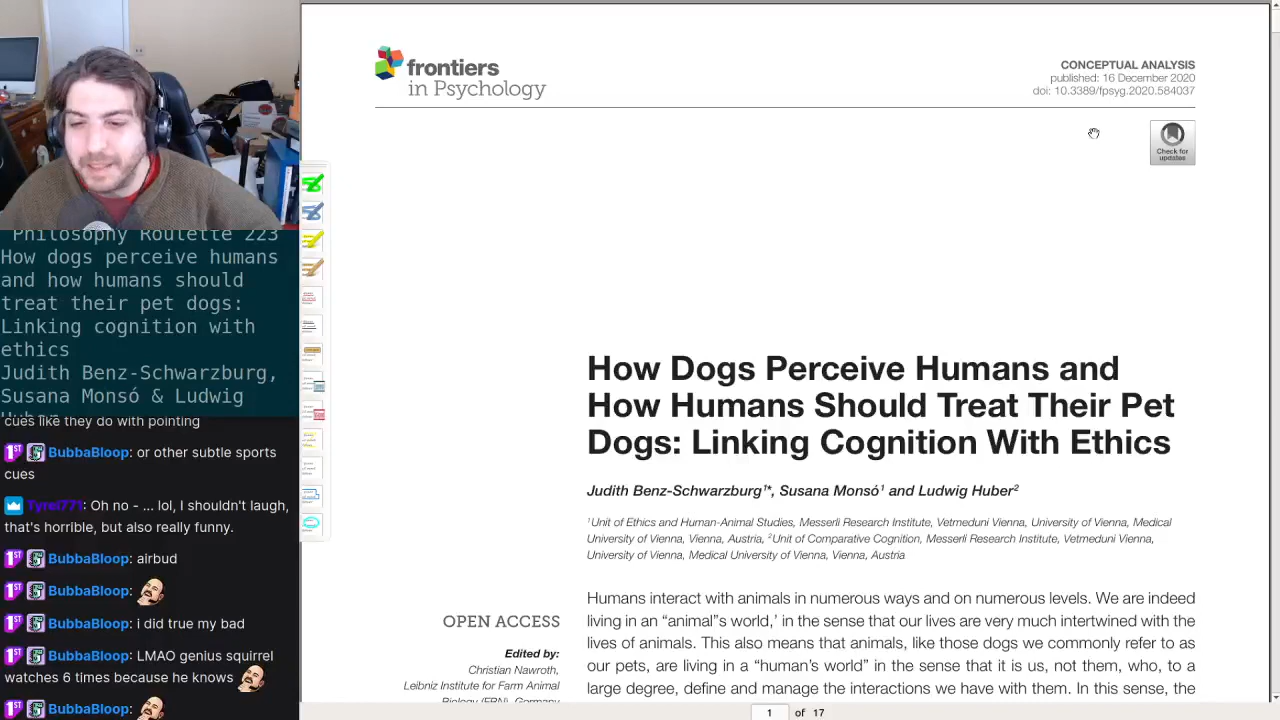 Philosophy Roulette 223
How dogs perceive humans
and how humans should
treat their pet dogs:
Linking cognition with
ethics
Judith Benz-Schwarzburg,
Susana Monsó & Ludwig
cues like they do with pointing
BubbaBloop: or other subtle sports
cues
Tyrel771: Oh no - ... lol, I shouldn't laugh,
that's horrible, but also really funny.
BubbaBloop: airbud
BubbaBloop:
BubbaBloop: i did true my bad
BubbaBloop: LMAO genius squirrel
watches 6 times because he knows
BubbaBloop:
frontiers
in Psychology
CONCEPTUAL ANALYSIS
published: 16 December 2020
doi: 10.3389/fpsyg.2020.584037
Check for
updates
How Dogs Perceive Humans and
How Humans Should Treat Their Pet
Dogs: Linking Cognition With Ethics
Judith Benz-Schwarzburg¹*, Susana Monsó¹ and Ludwig Huber²
¹Unit of Ethics and Human-Animal Studies, Messerli Research Institute, Vetmeduni Vienna, University of Vienna, Medical
University of Vienna, Vienna, Austria, ²Unit of Comparative Cognition, Messerli Research Institute, Vetmeduni Vienna,
University of Vienna, Medical University of Vienna, Vienna, Austria
Humans interact with animals in numerous ways and on numerous levels. We are indeed
living in an “animal”s world,’ in the sense that our lives are very much intertwined with the
lives of animals. This also means that animals, like those dogs we commonly refer to as
our pets, are living in a “human’s world” in the sense that it is us, not them, who, to a
large degree, define and manage the interactions we have with them. In this sense, the
OPEN ACCESS
Edited by:
Christian Nawroth,
Leibniz Institute for Farm Animal
Biology (FBN), Germany
1 of 17